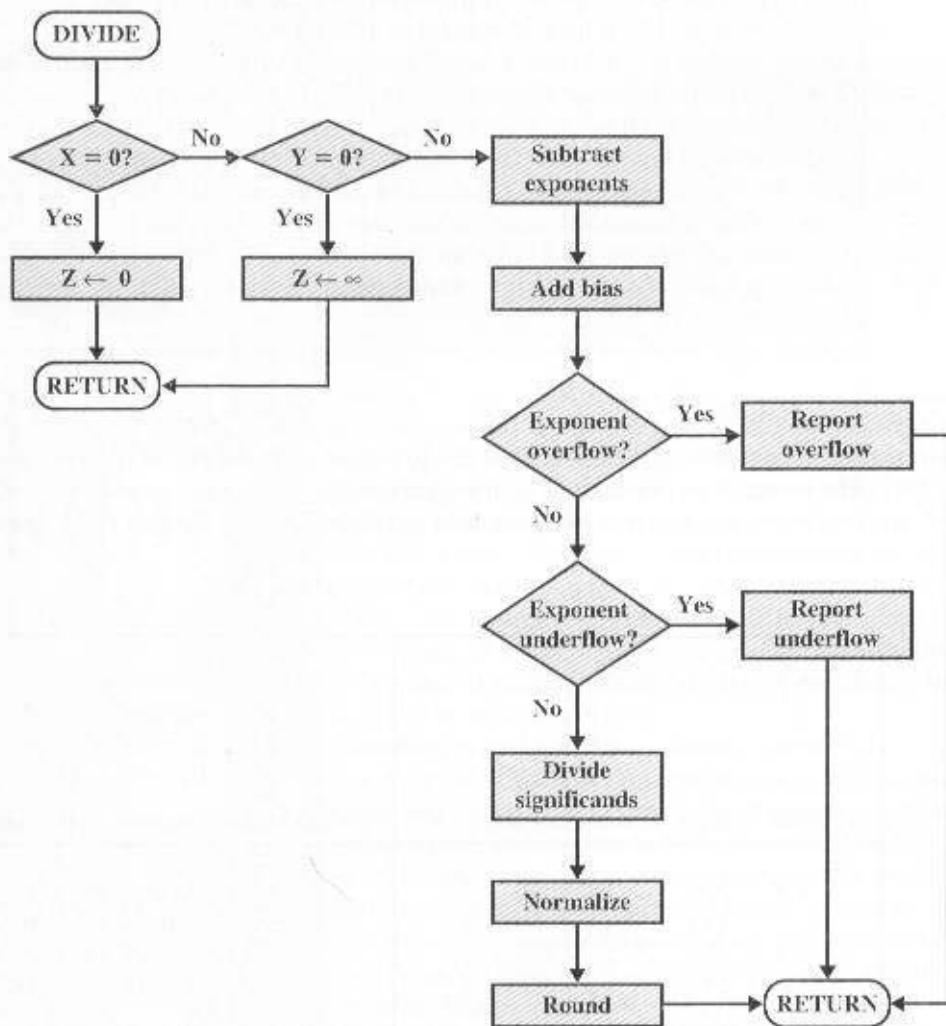 DIVIDE
X = 0?
No
Y = 0?
No
Subtract
exponents
Yes
Yes
Z ← 0
Z ← ∞
Add bias
RETURN
Exponent
overflow?
Yes
Report
overflow
No
Exponent
underflow?
Yes
Report
underflow
No
Divide
significands
Normalize
Round
RETURN